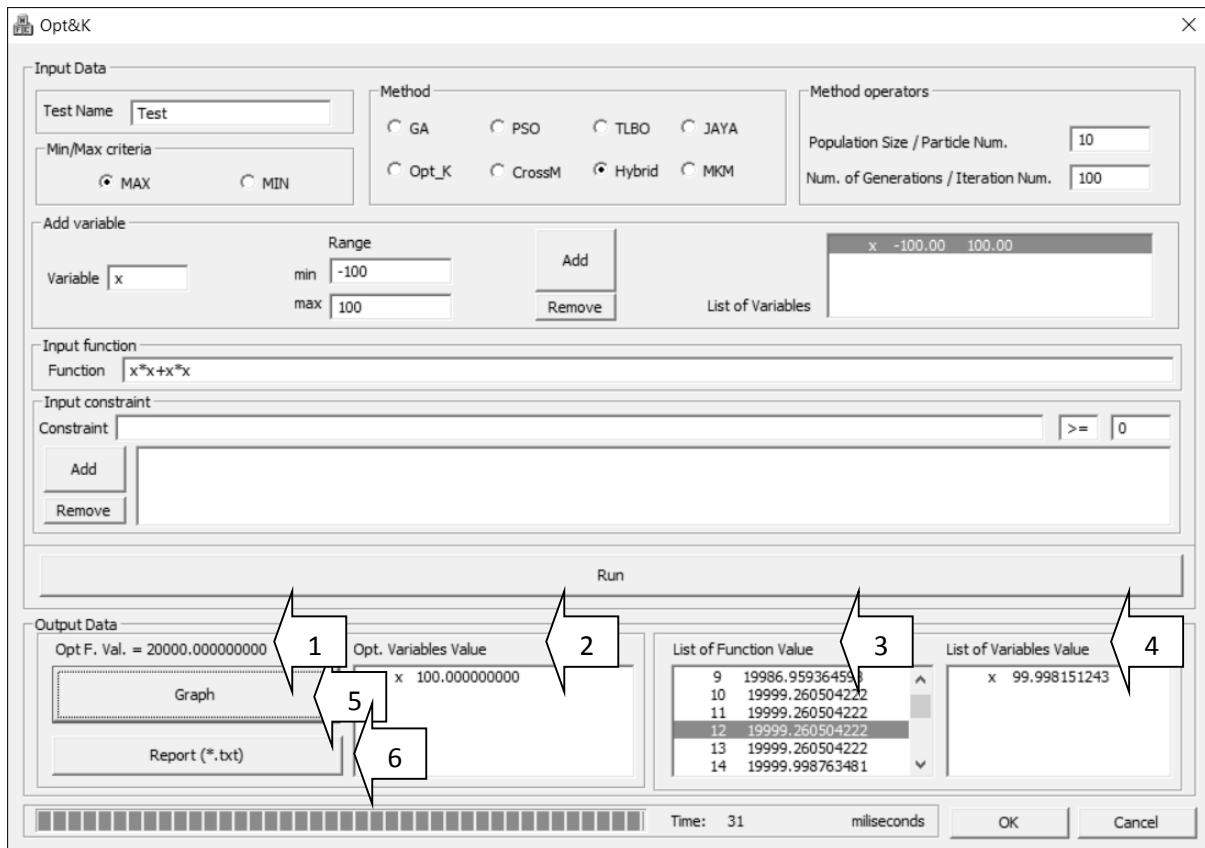 Opt&K
Input Data
Test Name Test
Min/Max criteria
MAX MIN
Method
GA PSO TLBO JAYA
Opt_K CrossM Hybrid MKM
Method operators
Population Size / Particle Num. 10
Num. of Generations / Iteration Num. 100
Add variable
Variable x
Range
min -100
max 100
Add
Remove
List of Variables
x -100.00 100.00
Input function
Function x*x+x*x
Input constraint
Constraint >= 0
Add
Remove
Run
Output Data
Opt F. Val. = 20000.000000000
1
Graph
5
Report (*.txt)
6
Opt. Variables Value
2
x 100.000000000
List of Function Value
3
9 19986.959364593
10 19999.260504222
11 19999.260504222
12 19999.260504222
13 19999.260504222
14 19999.998763481
List of Variables Value
4
x 99.998151243
Time: 31 miliseconds
OK
Cancel